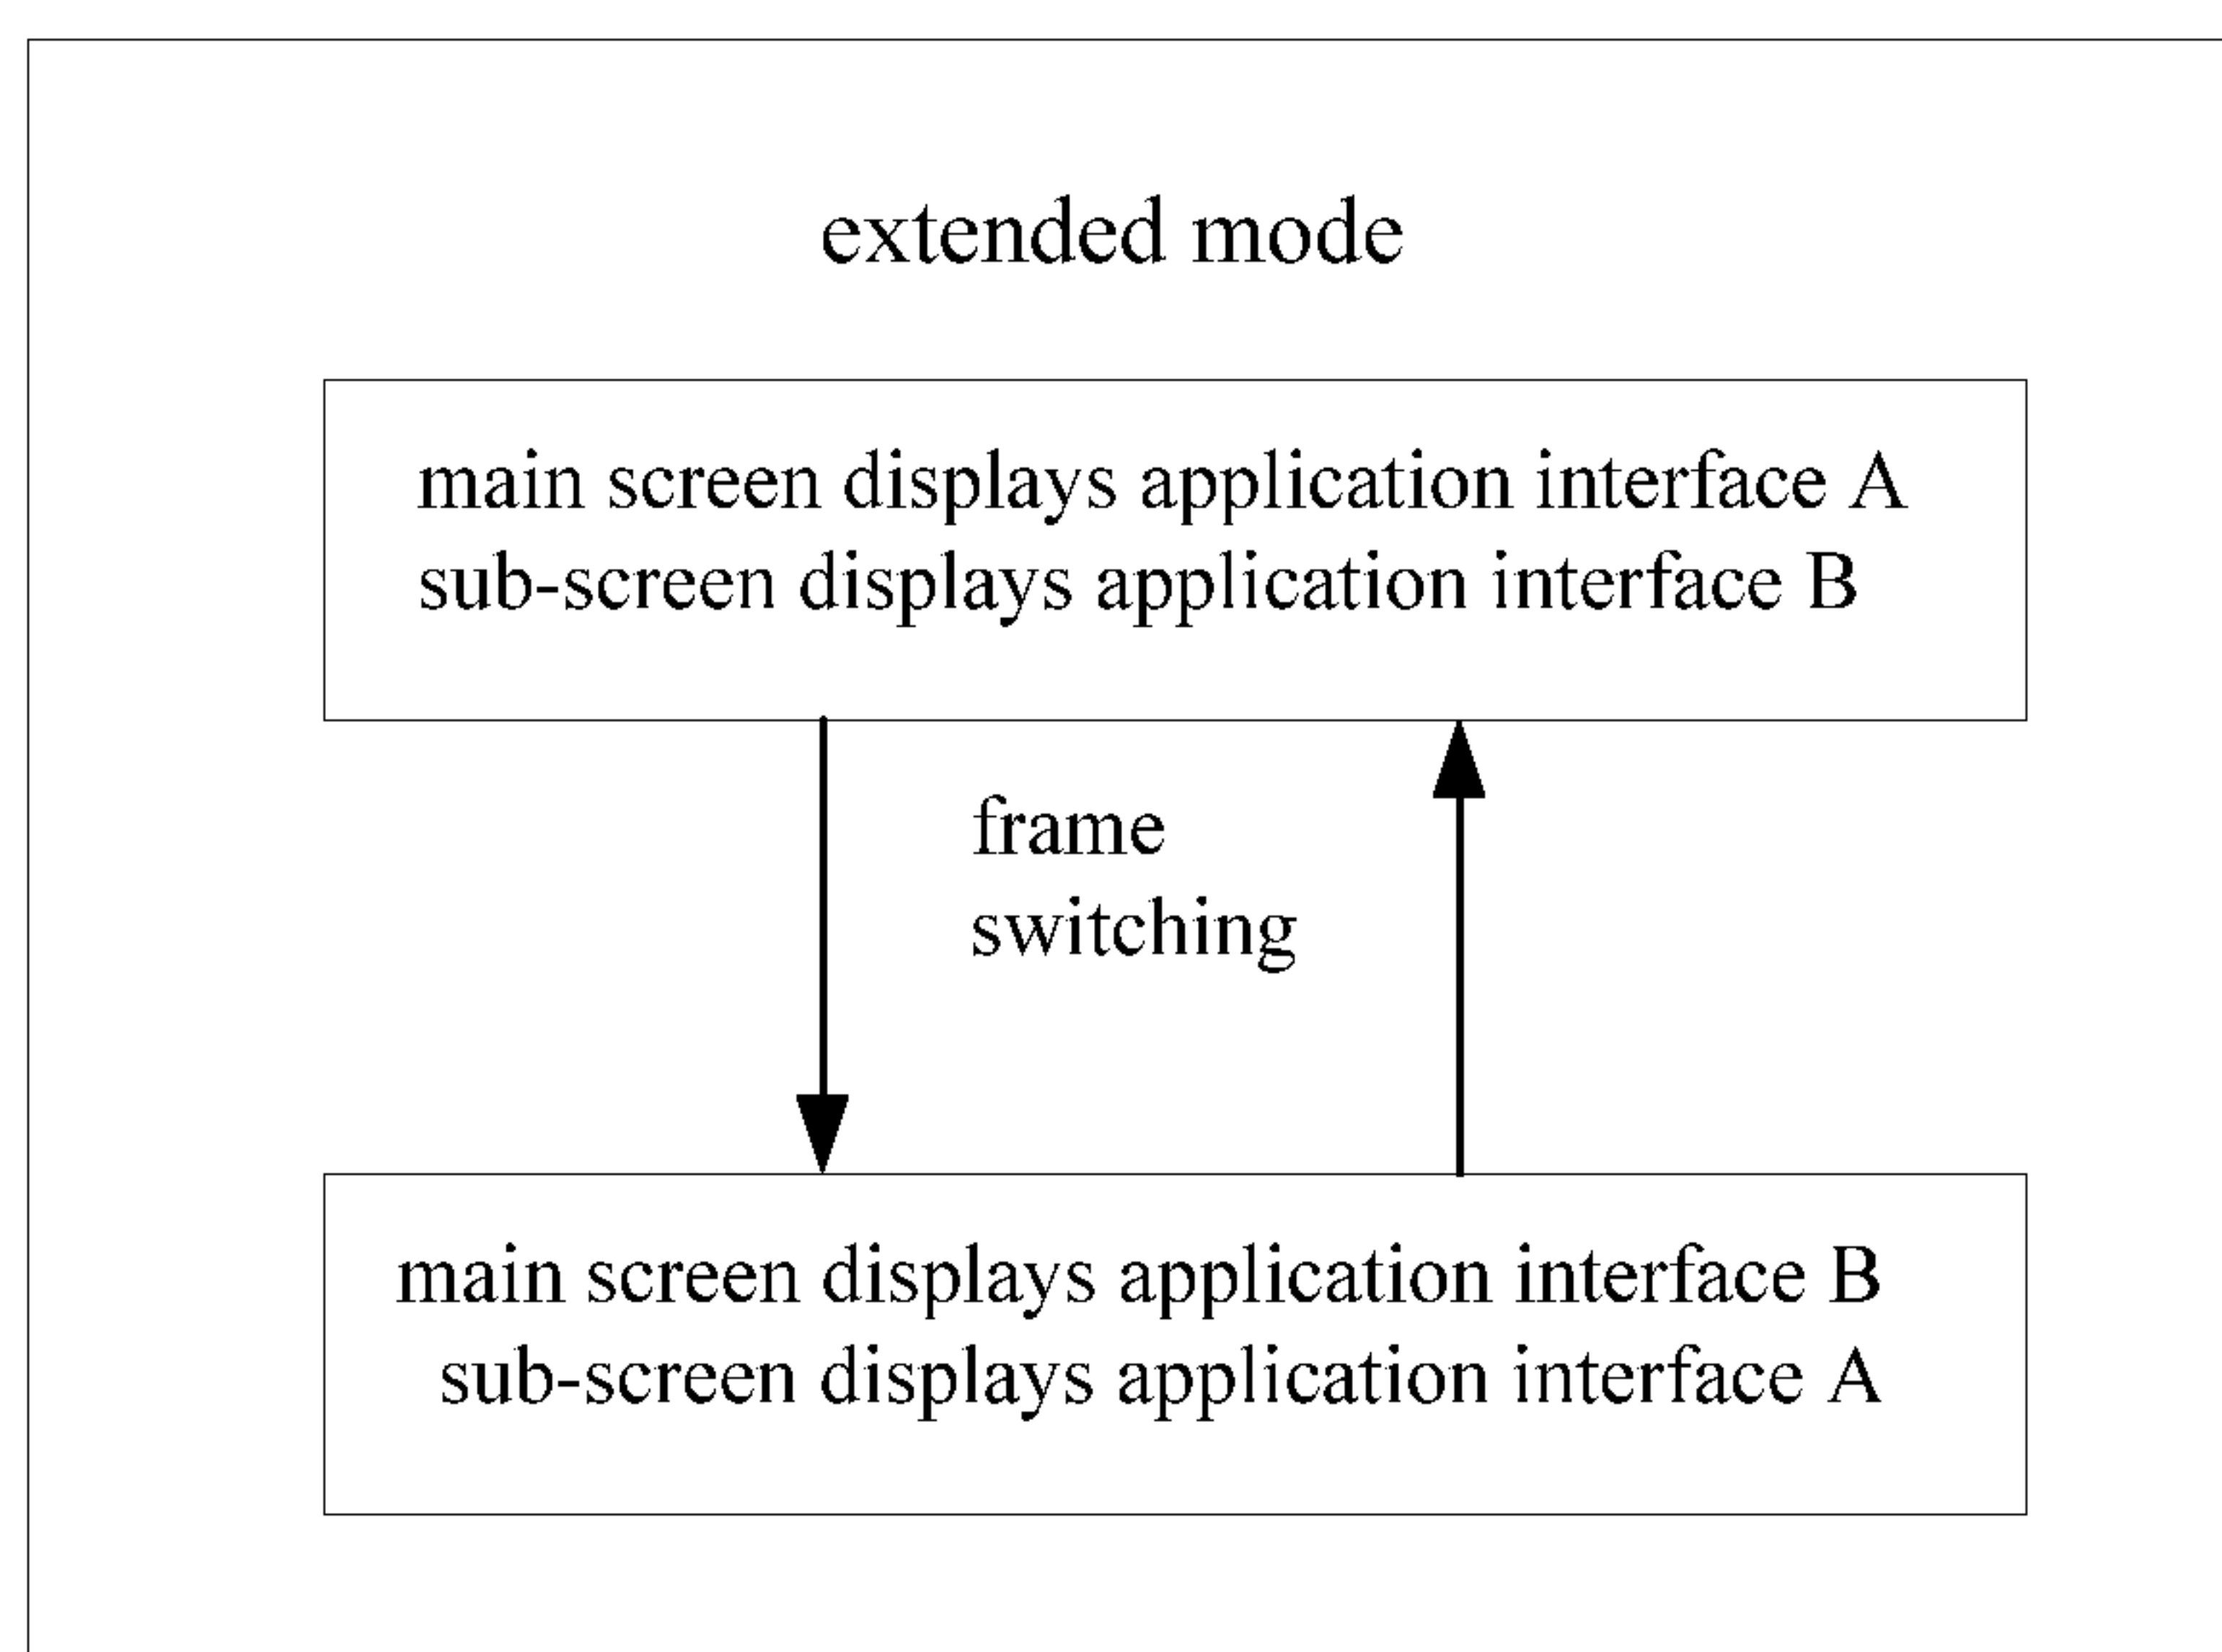 extended mode
main screen displays application interface A
sub-screen displays application interface B
frame
switching
main screen displays application interface B
sub-screen displays application interface A